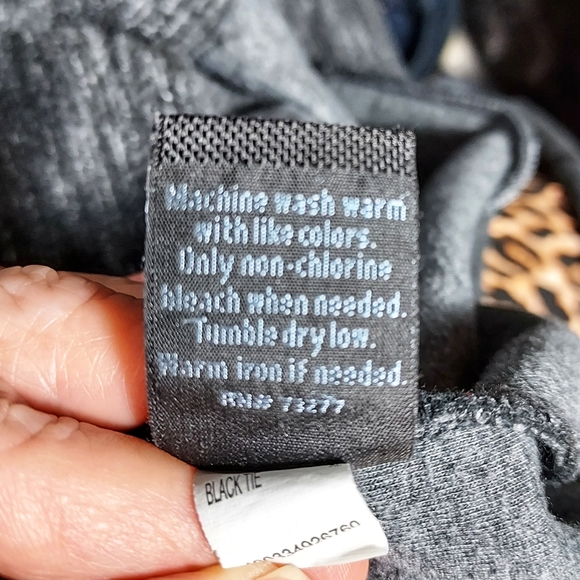 Machine wash warm
with like colors.
Only non-chlorine
bleach when needed.
Tumble dry low.
Warm iron if needed.
RN# 73277
BLACK TIE